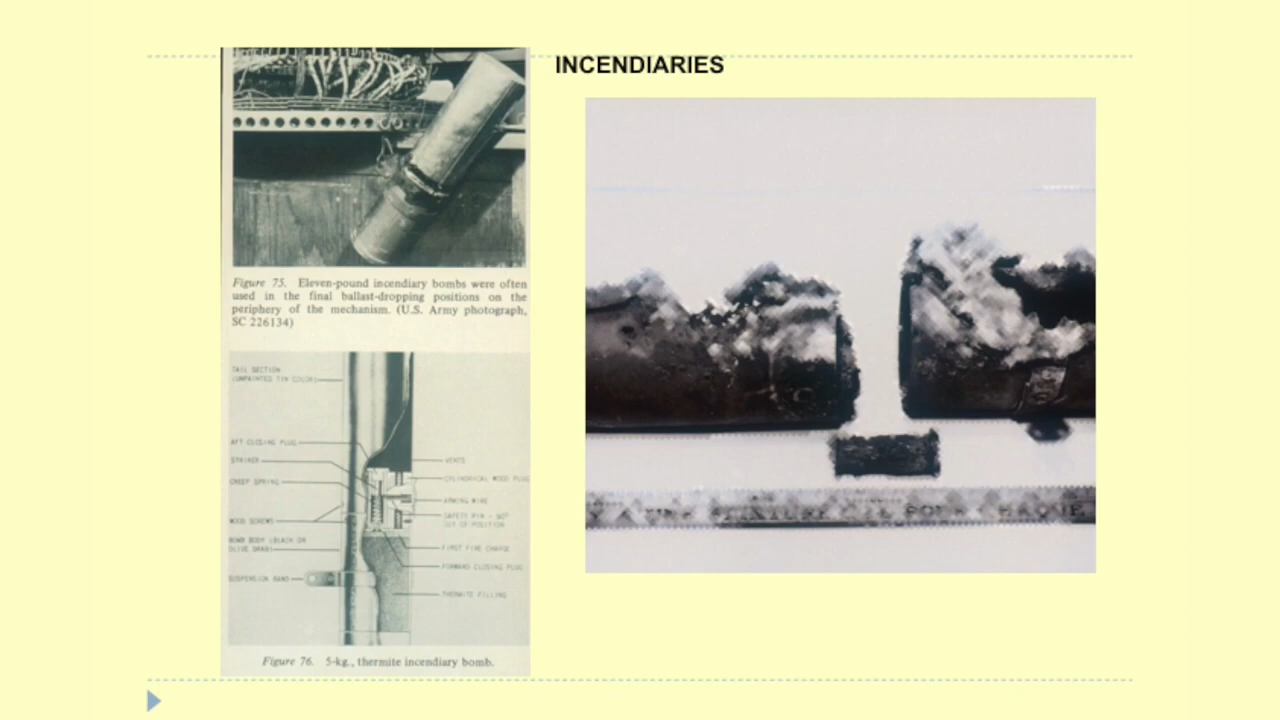 INCENDIARIES
Figure 75. Eleven-pound incendiary bombs were often
used in the final ballast-dropping positions on the
periphery of the mechanism. (U.S. Army photograph,
SC 226134)
TAIL SECTION
(UNPAINTED TIN COLOR)
AFT CLOSING PLUG
STRIKER
CREEP SPRING
WOOD SCREWS
BOMB BODY (BLACK OR
OLIVE DRAB)
SUSPENSION BAND
VENTS
CYLINDRICAL WOOD PLUG
ARMING WIRE
SAFETY PIN - 90°
OUT OF POSITION
FIRST FIRE CHARGE
FORWARD CLOSING PLUG
THERMITE FILLING
Figure 76. 5-kg., thermite incendiary bomb.